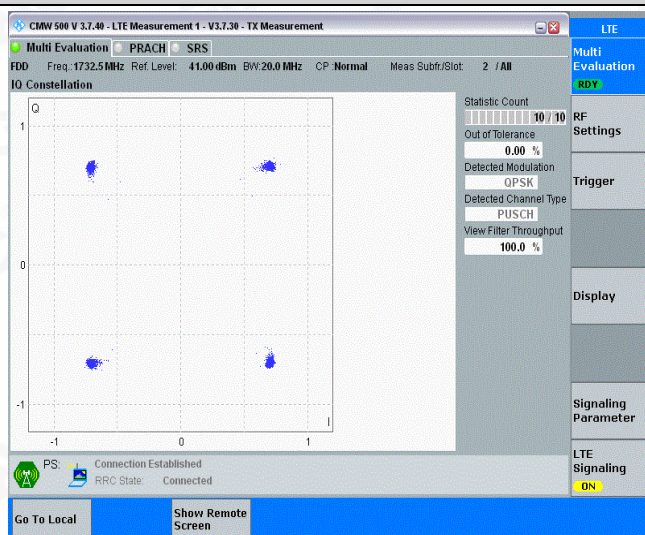 CMW 500 V 3.7.40 - LTE Measurement 1 - V3.7.30 - TX Measurement
LTE
Multi Evaluation PRACH SRS
FDD Freq.:1732.5 MHz Ref. Level: 41.00 dBm BW:20.0 MHz CP :Normal Meas Subfr./Slot: 2 / All
IQ Constellation
Q
1
0
-1
-1 0 1
I
Statistic Count
10 / 10
Out of Tolerance
0.00 %
Detected Modulation
QPSK
Detected Channel Type
PUSCH
View Filter Throughput
100.0 %
Multi
Evaluation
RDY
RF
Settings
Trigger
Display
Signaling
Parameter
LTE
Signaling
ON
PS: Connection Established
RRC State: Connected
Go To Local
Show Remote
Screen